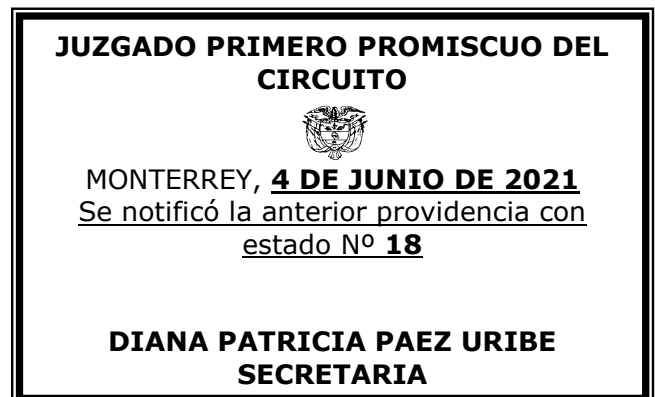 JUZGADO PRIMERO PROMISCUO DEL
CIRCUITO
MONTERREY, 4 DE JUNIO DE 2021
Se notificó la anterior providencia con
estado Nº 18
DIANA PATRICIA PAEZ URIBE
SECRETARIA